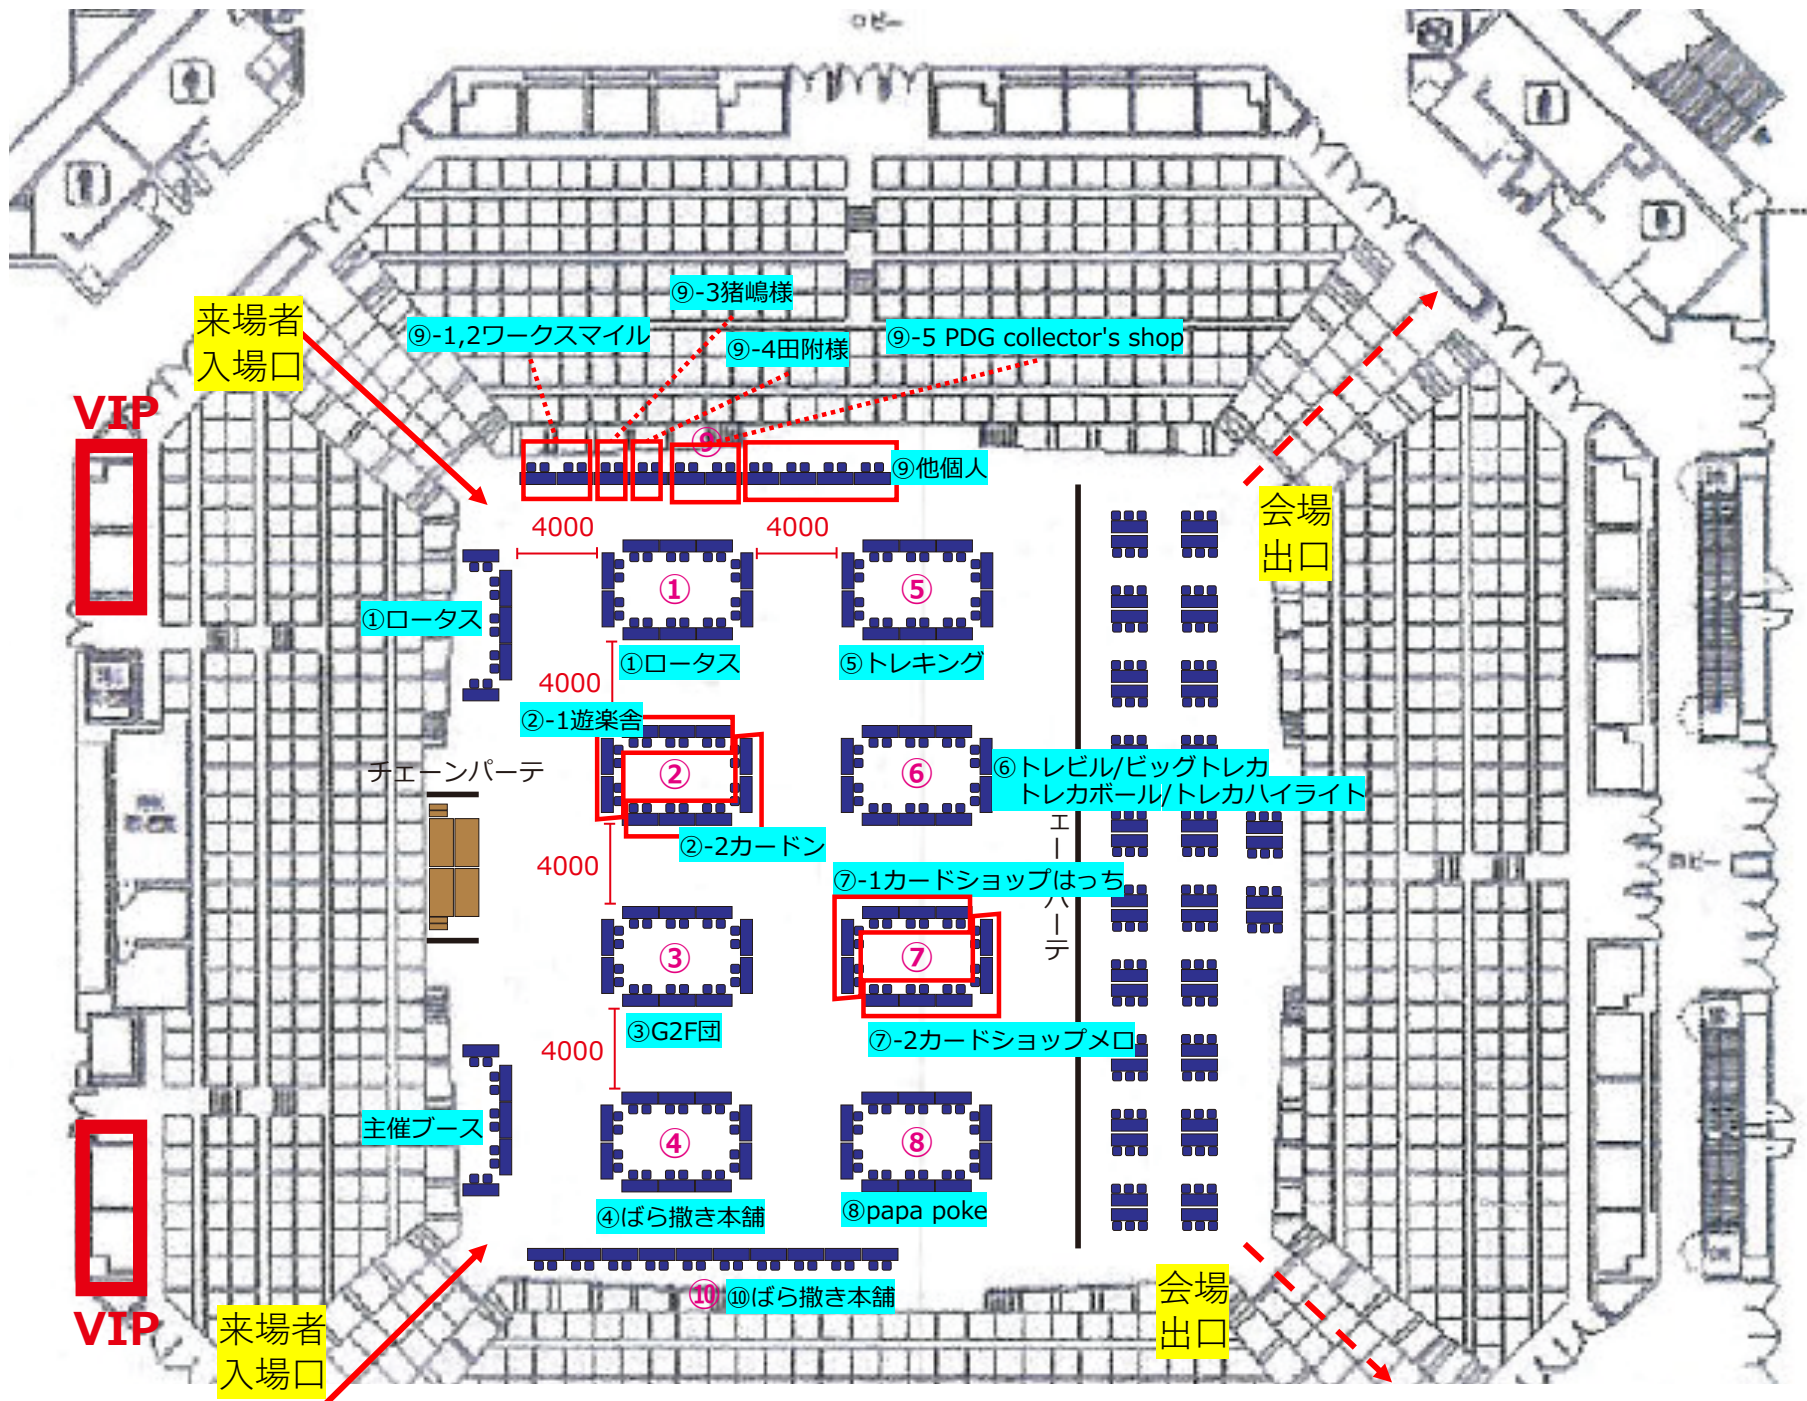 ロビー
⑨-3猪嶋様
来場者
入場口
⑨-1,2ワークスマイル
⑨-4田附様
⑨-5 PDG collector's shop
VIP
⑨
⑨他個人
会場
出口
4000
4000
①
⑤
①ロータス
①ロータス
⑤トレキング
4000
②-1遊楽舎
チェーンパーテ
②
⑥
⑥トレビル/ビッグトレカ
トレカボール/トレカハイライト
②-2カードン
ェーンパーテ
4000
⑦-1カードショップはっち
ロビー
③
⑦
③G2F団
⑦-2カードショップメロ
4000
主催ブース
④
⑧
④ばら撒き本舗
⑧papa poke
⑩
⑩ばら撒き本舗
会場
出口
VIP
来場者
入場口